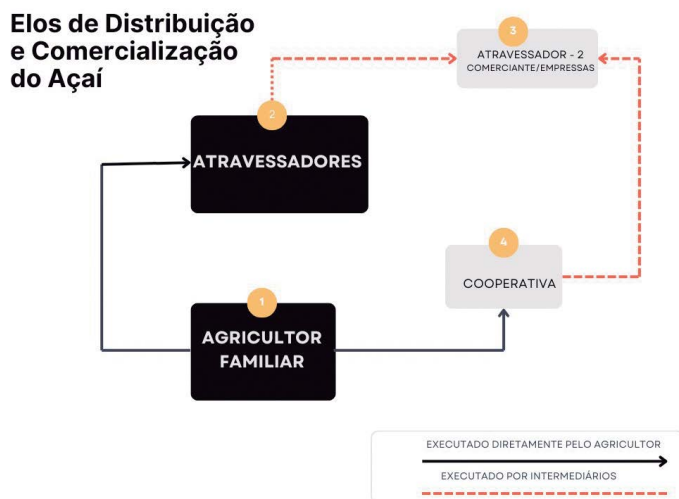 Elos de Distribuição
e Comercialização
do Açaí
3
ATRAVESSADOR - 2
COMERCIANTE/EMPRESAS
2
ATRAVESSADORES
4
COOPERATIVA
1
AGRICULTOR
FAMILIAR
EXECUTADO DIRETAMENTE PELO AGRICULTOR
EXECUTADO POR INTERMEDIÁRIOS